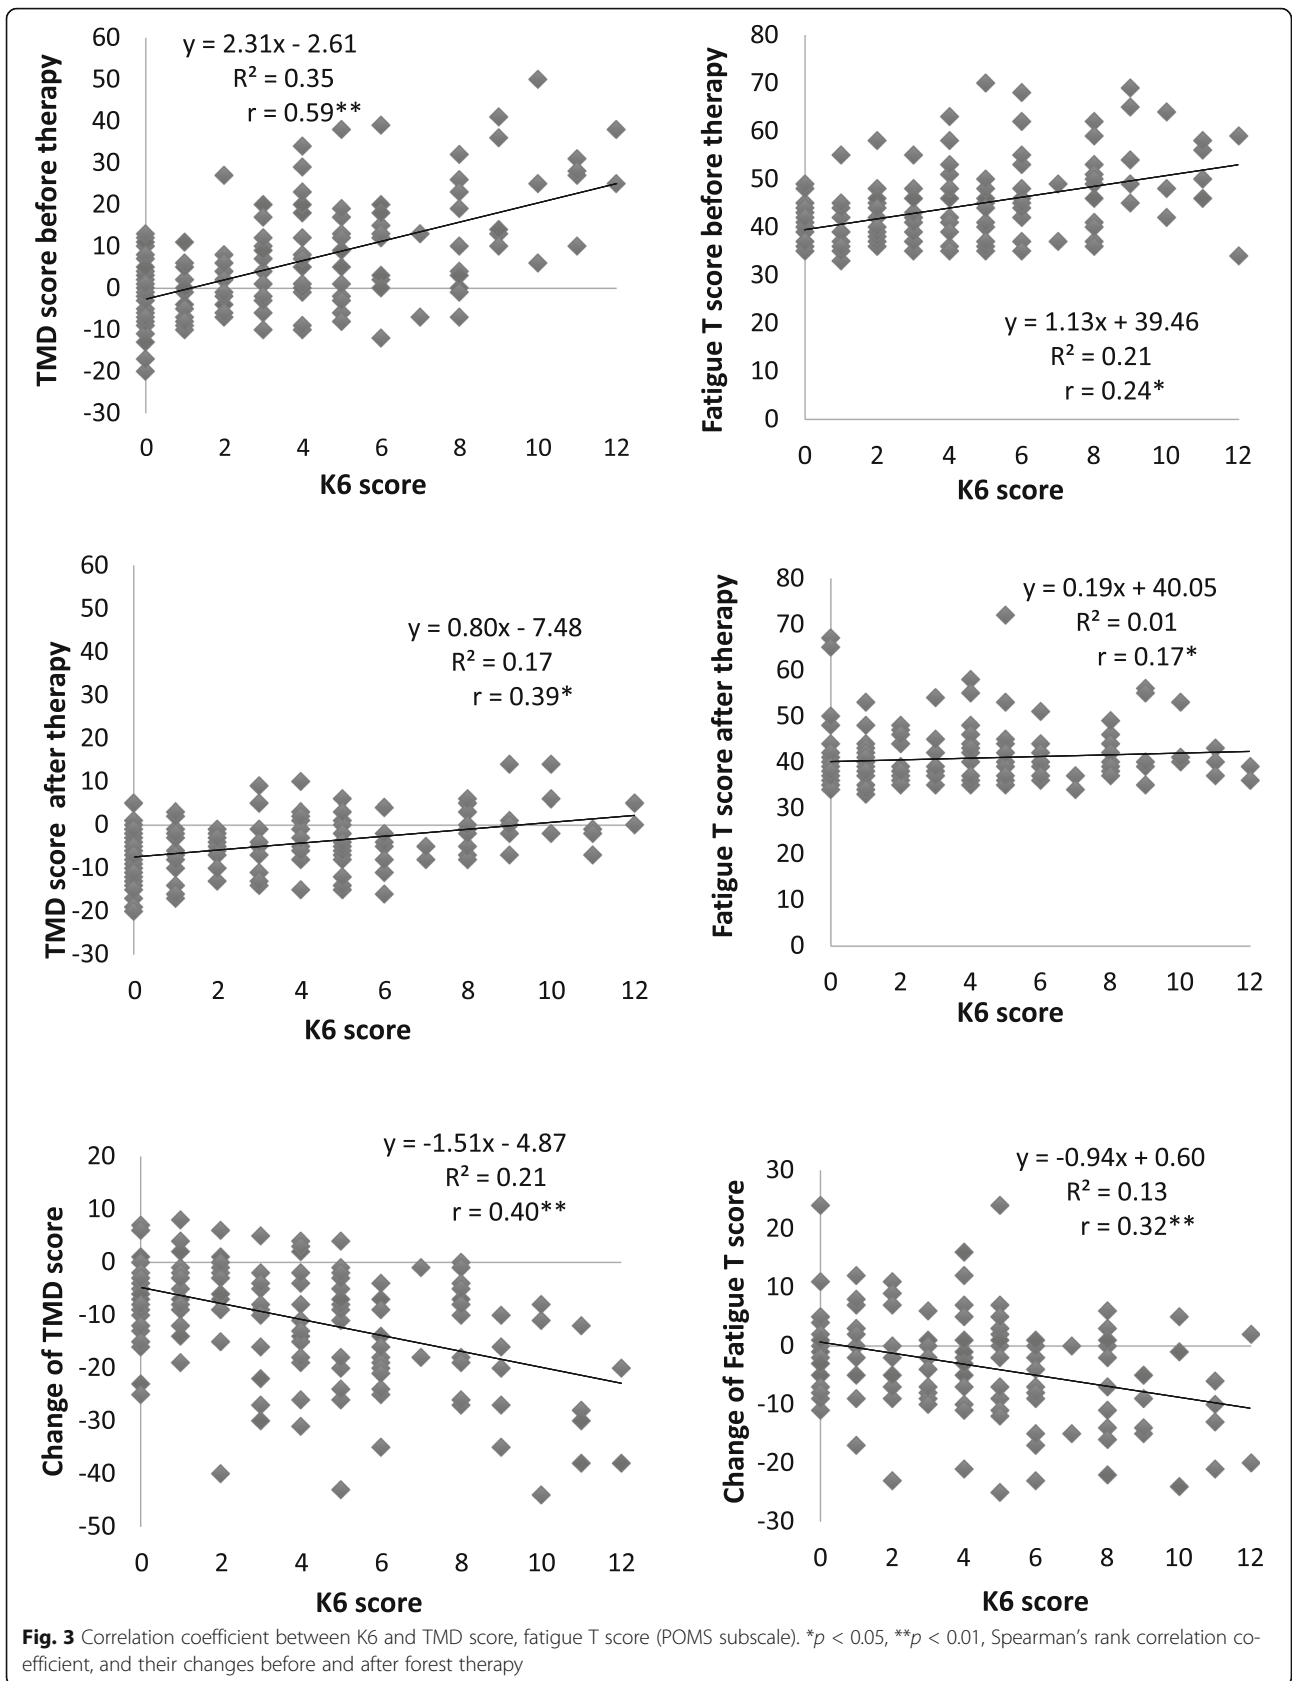 60
50
40
30
20
10
0
-10
-20
-30
TMD score before therapy
y = 2.31x - 2.61
R² = 0.35
r = 0.59**
0 2 4 6 8 10 12
K6 score
80
70
60
50
40
30
20
10
0
Fatigue T score before therapy
y = 1.13x + 39.46
R² = 0.21
r = 0.24*
0 2 4 6 8 10 12
K6 score
60
50
40
30
20
10
0
-10
-20
-30
TMD score after therapy
y = 0.80x - 7.48
R² = 0.17
r = 0.39*
0 2 4 6 8 10 12
K6 score
80
70
60
50
40
30
20
10
0
Fatigue T score after therapy
y = 0.19x + 40.05
R² = 0.01
r = 0.17*
0 2 4 6 8 10 12
K6 score
20
10
0
-10
-20
-30
-40
-50
Change of TMD score
y = -1.51x - 4.87
R² = 0.21
r = 0.40**
0 2 4 6 8 10 12
K6 score
30
20
10
0
-10
-20
-30
Change of Fatigue T score
y = -0.94x + 0.60
R² = 0.13
r = 0.32**
0 2 4 6 8 10 12
K6 score
Fig. 3 Correlation coefficient between K6 and TMD score, fatigue T score (POMS subscale). *p < 0.05, **p < 0.01, Spearman's rank correlation co-
efficient, and their changes before and after forest therapy